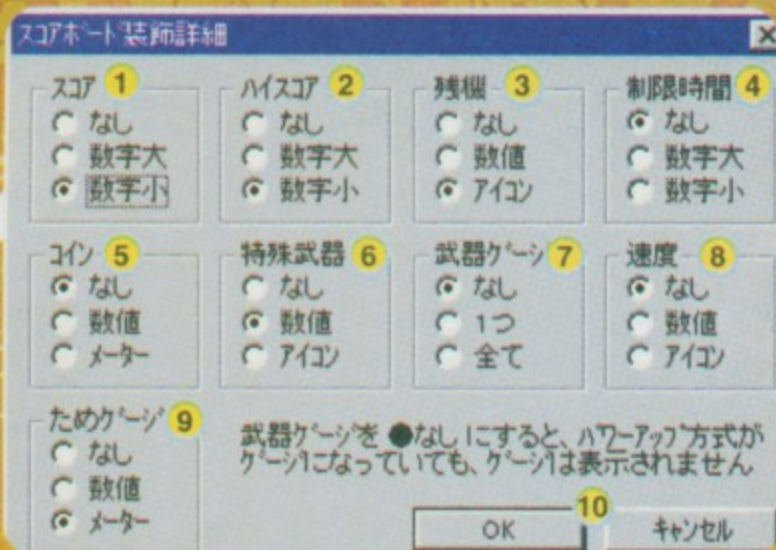 スコアボード装飾詳細
スコア 1
なし
数字大
数字小
ハイスコア 2
なし
数字大
数字小
残機 3
なし
数値
アイコン
制限時間 4
なし
数字大
数字小
コイン 5
なし
数値
メーター
特殊武器 6
なし
数値
アイコン
武器ゲージ 7
なし
1つ
全て
速度 8
なし
数値
アイコン
ためゲージ 9
なし
数値
メーター
武器ゲージを ●なし にすると、パワーアップ方式が
ゲージになっていても、ゲージは表示されません
10
OK
キャンセル